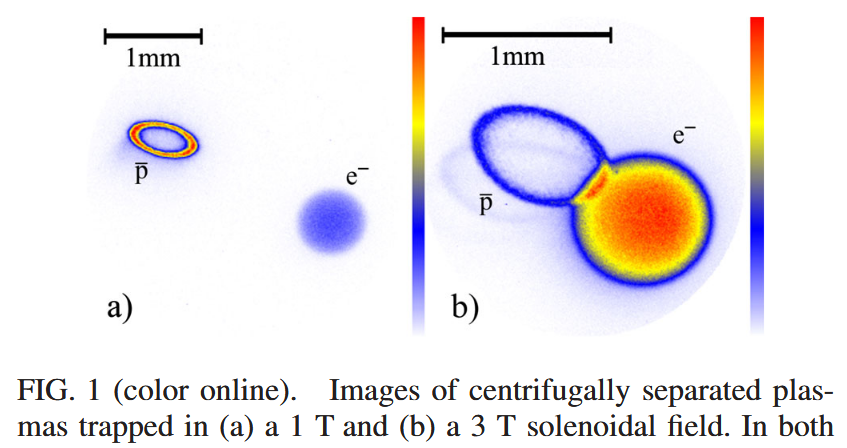 1mm
p̅
e⁻
a)
1mm
e⁻
p̅
b)
FIG. 1 (color online). Images of centrifugally separated plas-
mas trapped in (a) a 1 T and (b) a 3 T solenoidal field. In both